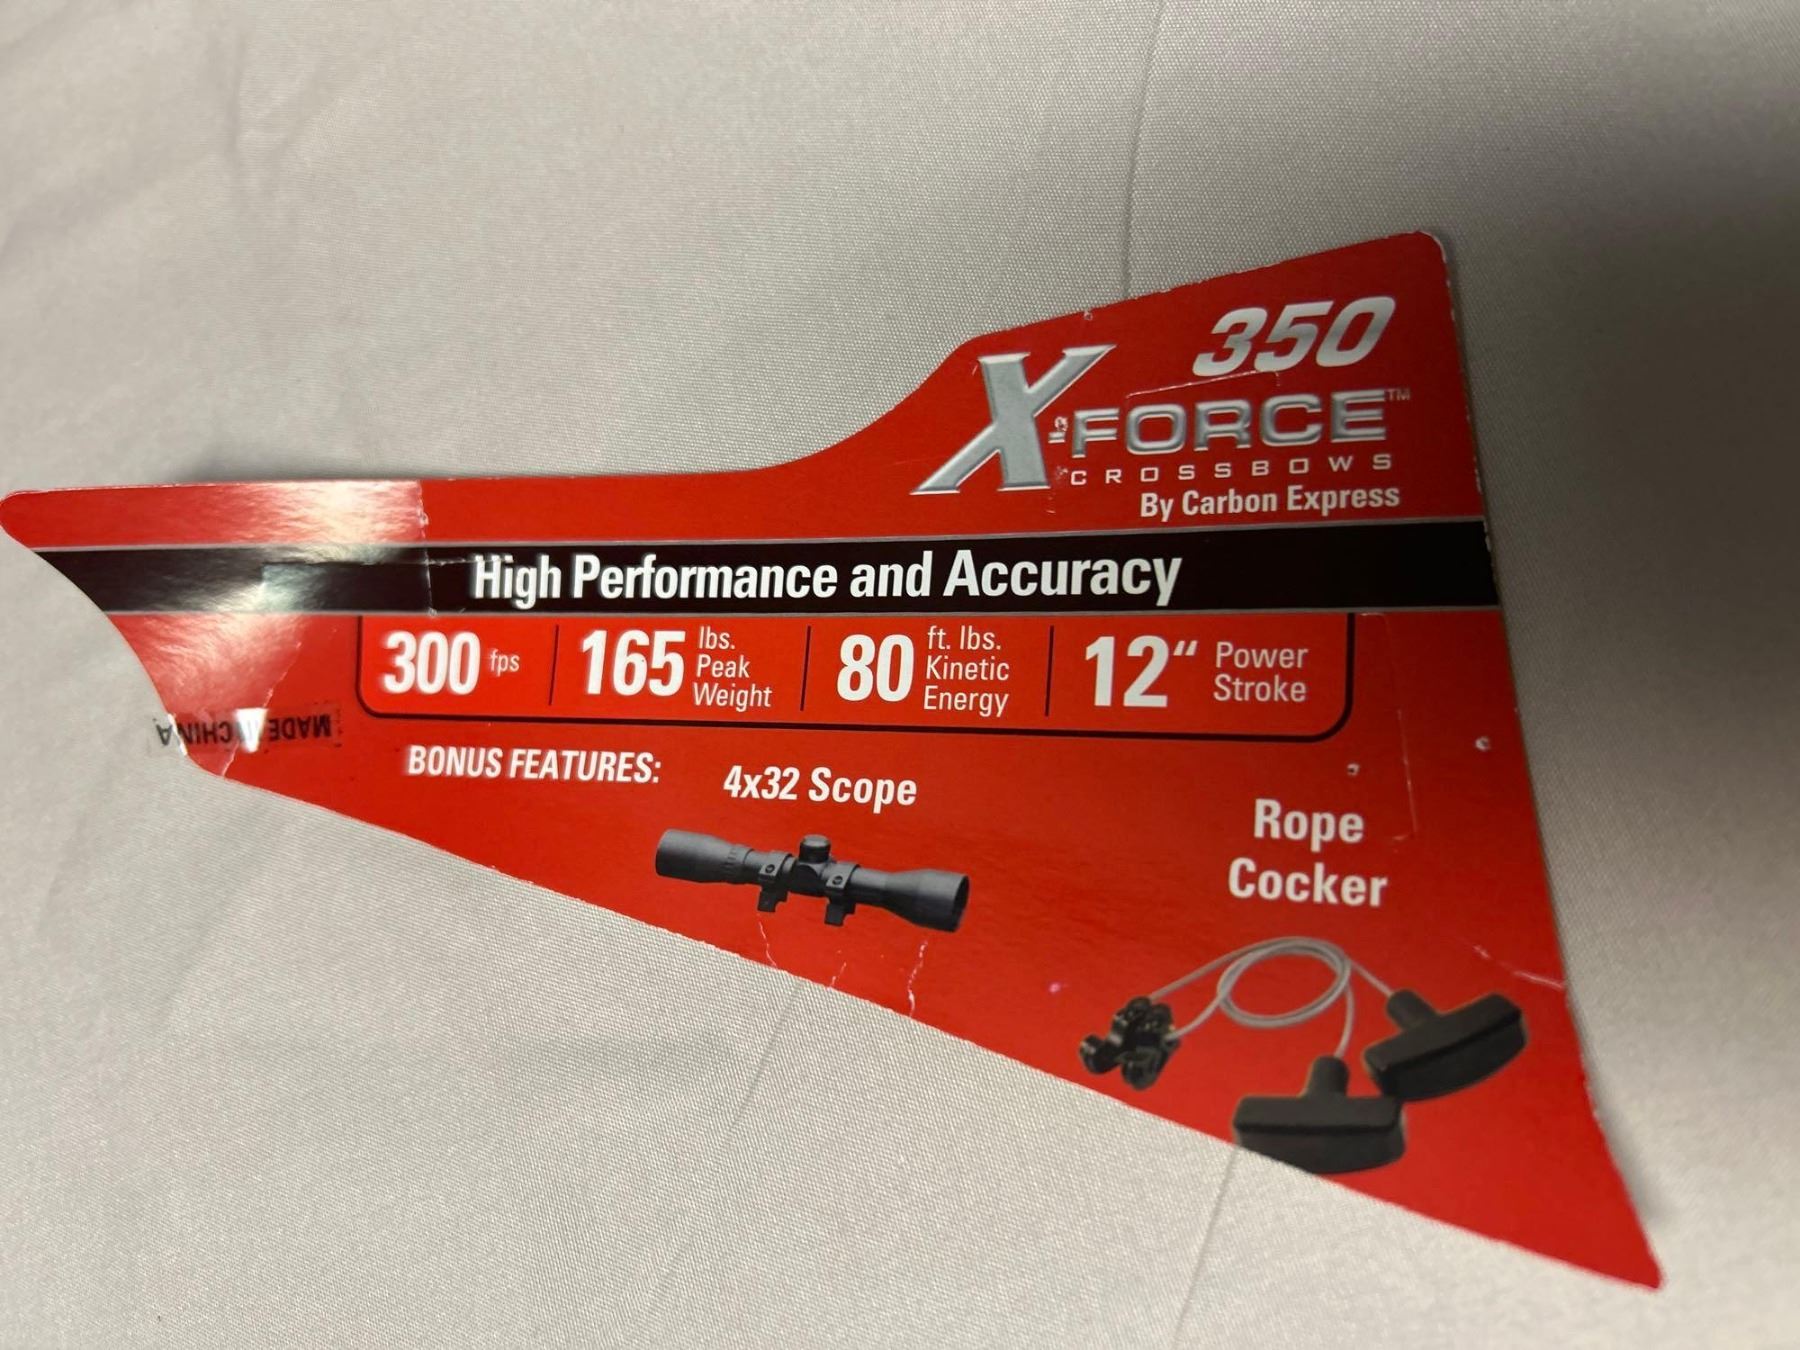 350
X-FORCE™
CROSSBOWS
By Carbon Express
High Performance and Accuracy
300 fps
165 lbs. Peak Weight
80 ft. lbs. Kinetic Energy
12" Power Stroke
MADE IN CHINA
BONUS FEATURES:
4x32 Scope
Rope
Cocker